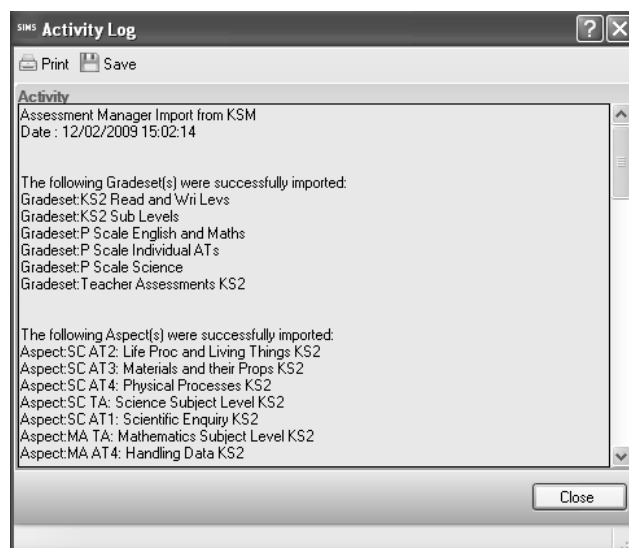 SIMS Activity Log
Print Save
Activity
Assessment Manager Import from KSM
Date : 12/02/2009 15:02:14
The following Gradeset(s) were successfully imported:
Gradeset:KS2 Read and Wri Levs
Gradeset:KS2 Sub Levels
Gradeset:P Scale English and Maths
Gradeset:P Scale Individual ATs
Gradeset:P Scale Science
Gradeset:Teacher Assessments KS2
The following Aspect(s) were successfully imported:
Aspect:SC AT2: Life Proc and Living Things KS2
Aspect:SC AT3: Materials and their Props KS2
Aspect:SC AT4: Physical Processes KS2
Aspect:SC TA: Science Subject Level KS2
Aspect:SC AT1: Scientific Enquiry KS2
Aspect:MA TA: Mathematics Subject Level KS2
Aspect:MA AT4: Handling Data KS2
Close